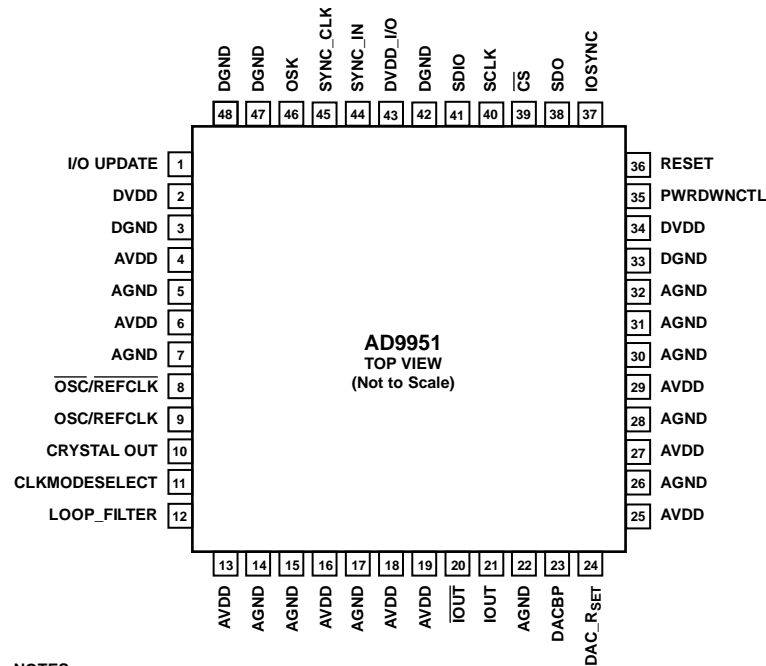 DGND DGND OSK SYNC_CLK SYNC_IN DVDD_I/O DGND SDIO SCLK CS SDO IOSYNC
48 47 46 45 44 43 42 41 40 39 38 37
I/O UPDATE 1
DVDD 2
DGND 3
AVDD 4
AGND 5
AVDD 6
AGND 7
OSC/REFCLK 8
OSC/REFCLK 9
CRYSTAL OUT 10
CLKMODESELECT 11
LOOP_FILTER 12
AD9951
TOP VIEW
(Not to Scale)
36 RESET
35 PWRDWNCTL
34 DVDD
33 DGND
32 AGND
31 AGND
30 AGND
29 AVDD
28 AGND
27 AVDD
26 AGND
25 AVDD
13 14 15 16 17 18 19 20 21 22 23 24
AVDD AGND AGND AVDD AGND AVDD AVDD IOUT IOUT AGND DACBP DAC_RSET